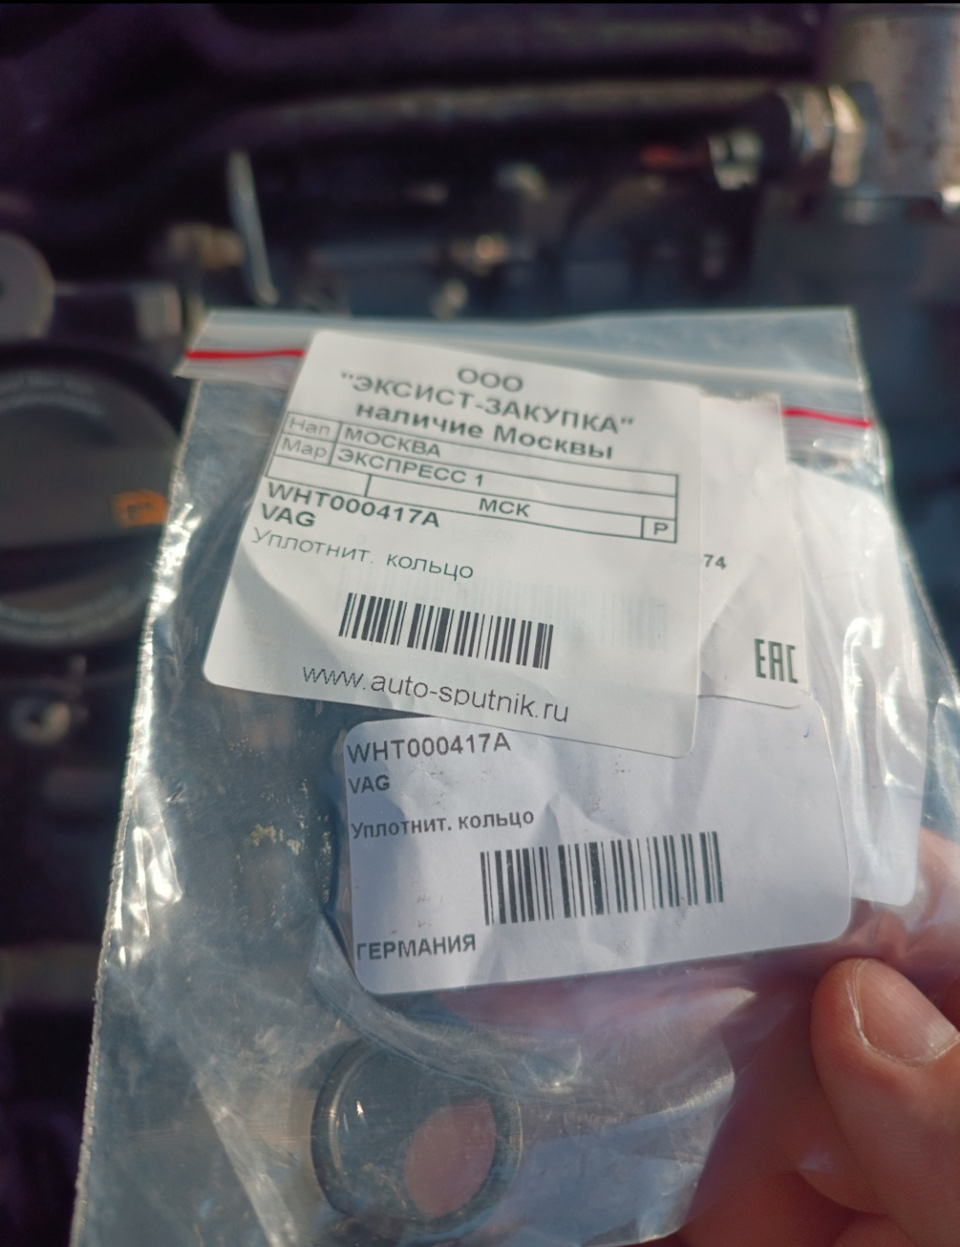 ООО
"ЭКСИСТ-ЗАКУПКА"
наличие Москвы
Нап МОСКВА
Мар ЭКСПРЕСС 1
МСК Р
WHT000417A
VAG
Уплотнит. кольцо
www.auto-sputnik.ru
74
EAC
WHT000417A
VAG
Уплотнит. кольцо
ГЕРМАНИЯ